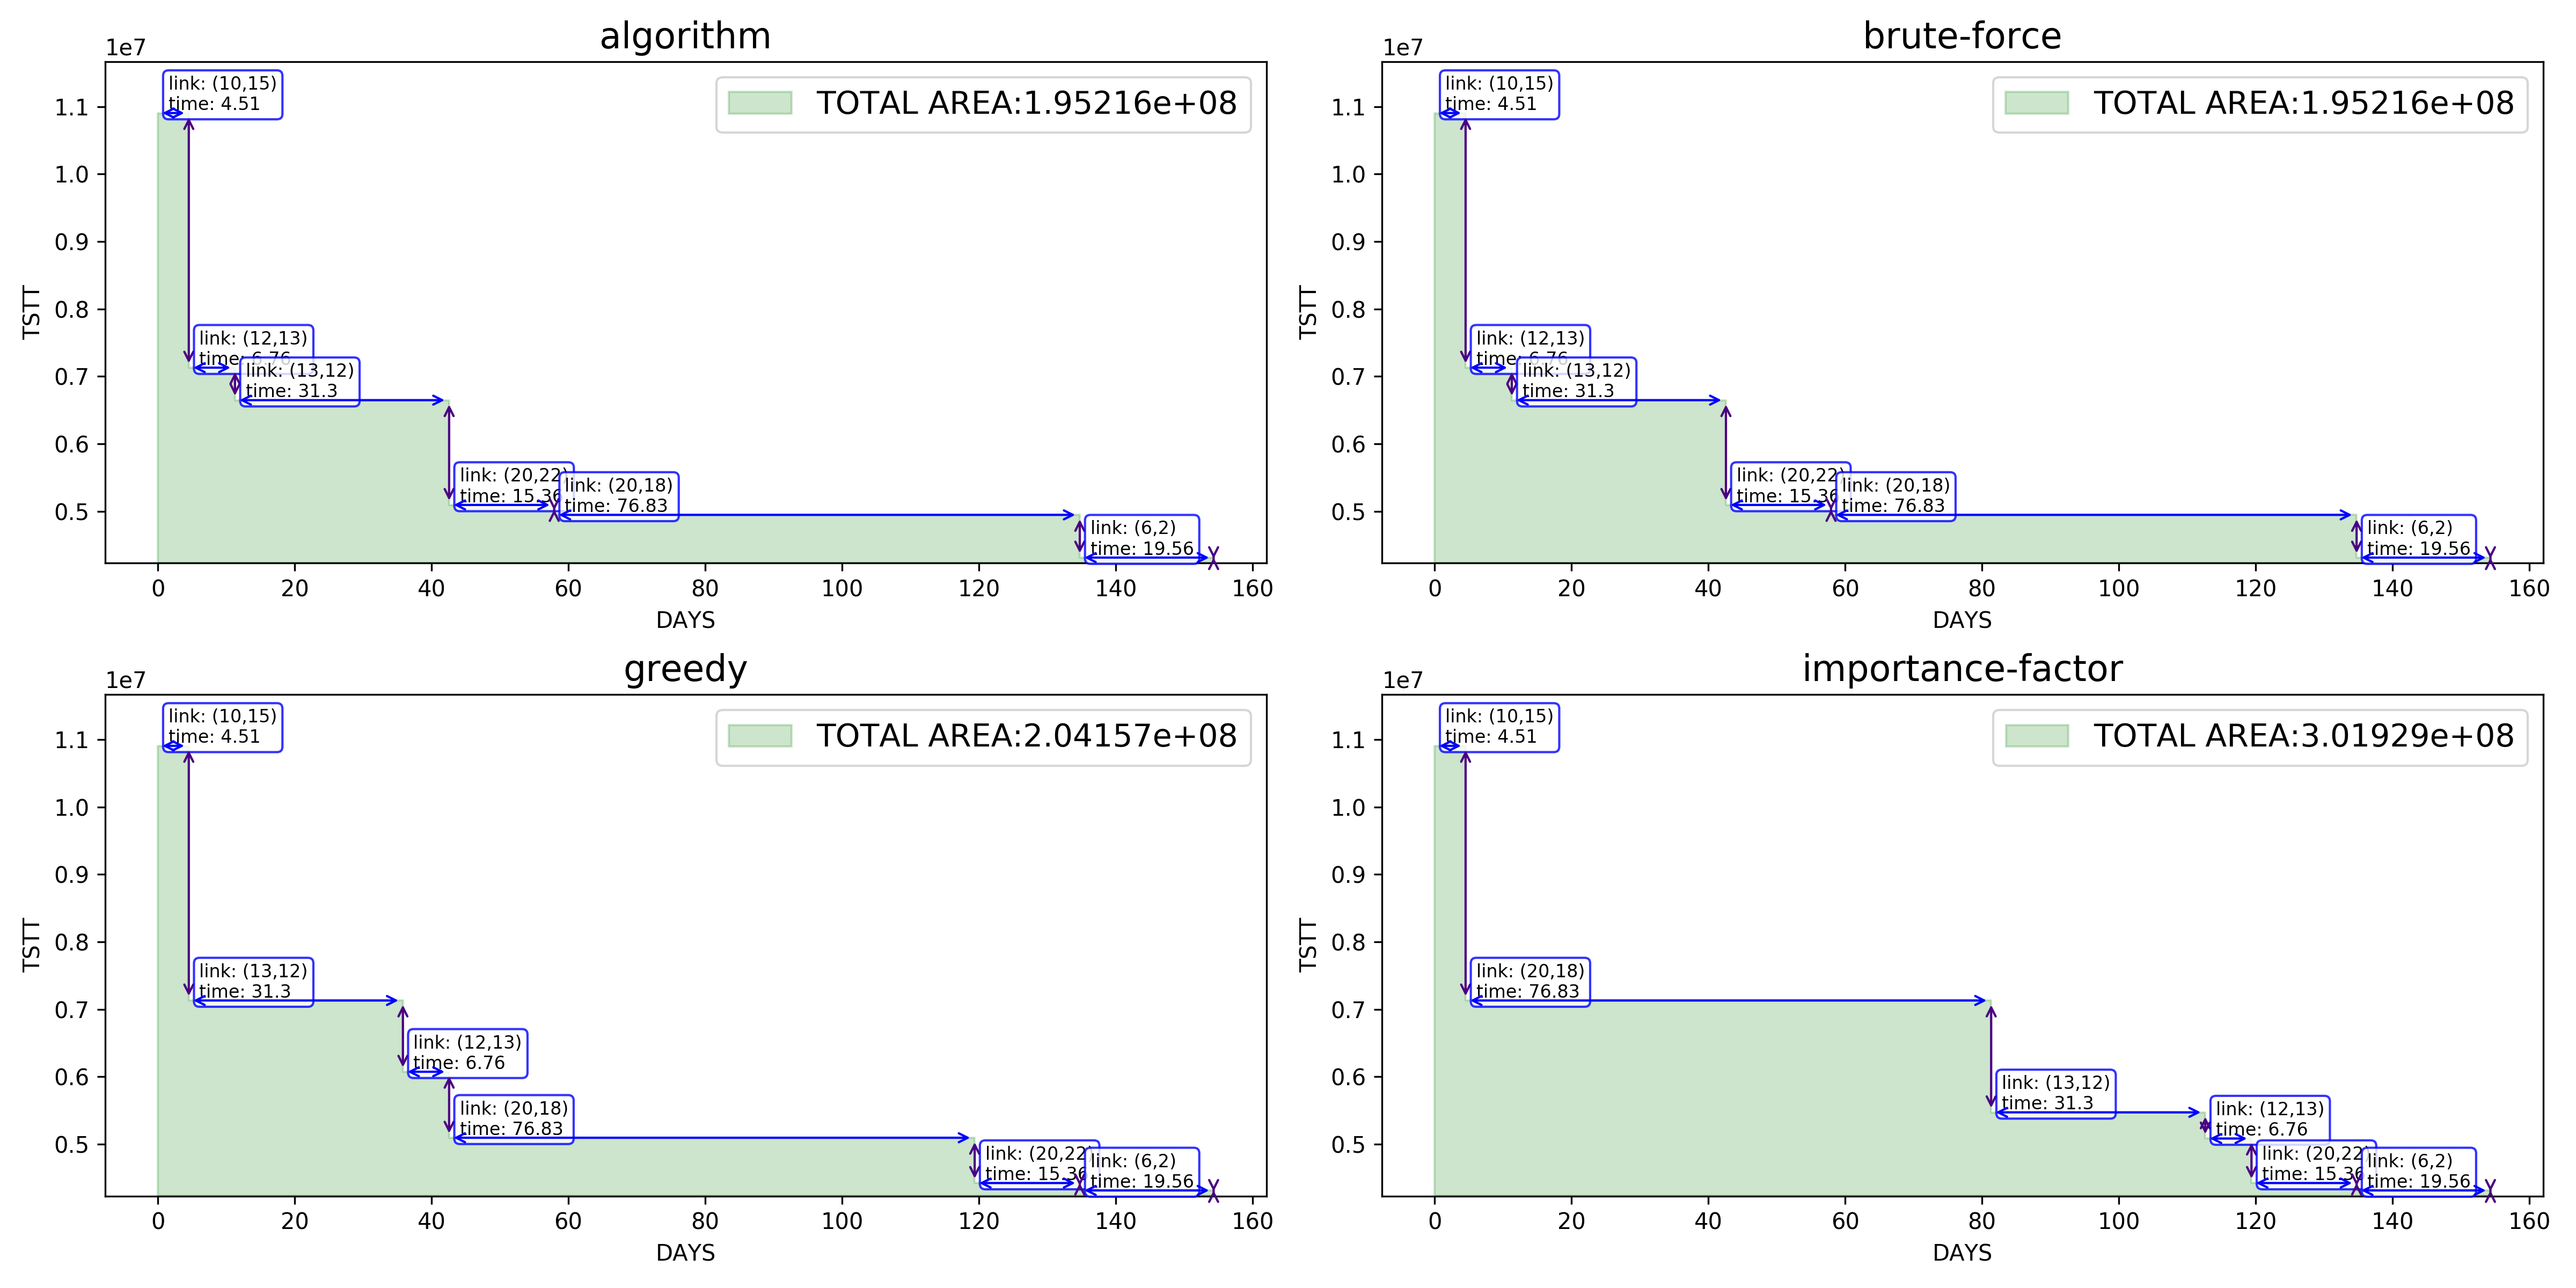 algorithm
1e7
TOTAL AREA:1.95216e+08
link: (10,15)
time: 4.51
link: (12,13)
time: 6.76
link: (13,12)
time: 31.3
link: (20,22)
time: 15.36
link: (20,18)
time: 76.83
link: (6,2)
time: 19.56
1.1
1.0
0.9
0.8
0.7
0.6
0.5
TSTT
0 20 40 60 80 100 120 140 160
DAYS
brute-force
1e7
TOTAL AREA:1.95216e+08
link: (10,15)
time: 4.51
link: (12,13)
time: 6.76
link: (13,12)
time: 31.3
link: (20,22)
time: 15.36
link: (20,18)
time: 76.83
link: (6,2)
time: 19.56
1.1
1.0
0.9
0.8
0.7
0.6
0.5
TSTT
0 20 40 60 80 100 120 140 160
DAYS
greedy
1e7
TOTAL AREA:2.04157e+08
link: (10,15)
time: 4.51
link: (13,12)
time: 31.3
link: (12,13)
time: 6.76
link: (20,18)
time: 76.83
link: (20,22)
time: 15.36
link: (6,2)
time: 19.56
1.1
1.0
0.9
0.8
0.7
0.6
0.5
TSTT
0 20 40 60 80 100 120 140 160
DAYS
importance-factor
1e7
TOTAL AREA:3.01929e+08
link: (10,15)
time: 4.51
link: (20,18)
time: 76.83
link: (13,12)
time: 31.3
link: (12,13)
time: 6.76
link: (20,22)
time: 15.36
link: (6,2)
time: 19.56
1.1
1.0
0.9
0.8
0.7
0.6
0.5
TSTT
0 20 40 60 80 100 120 140 160
DAYS